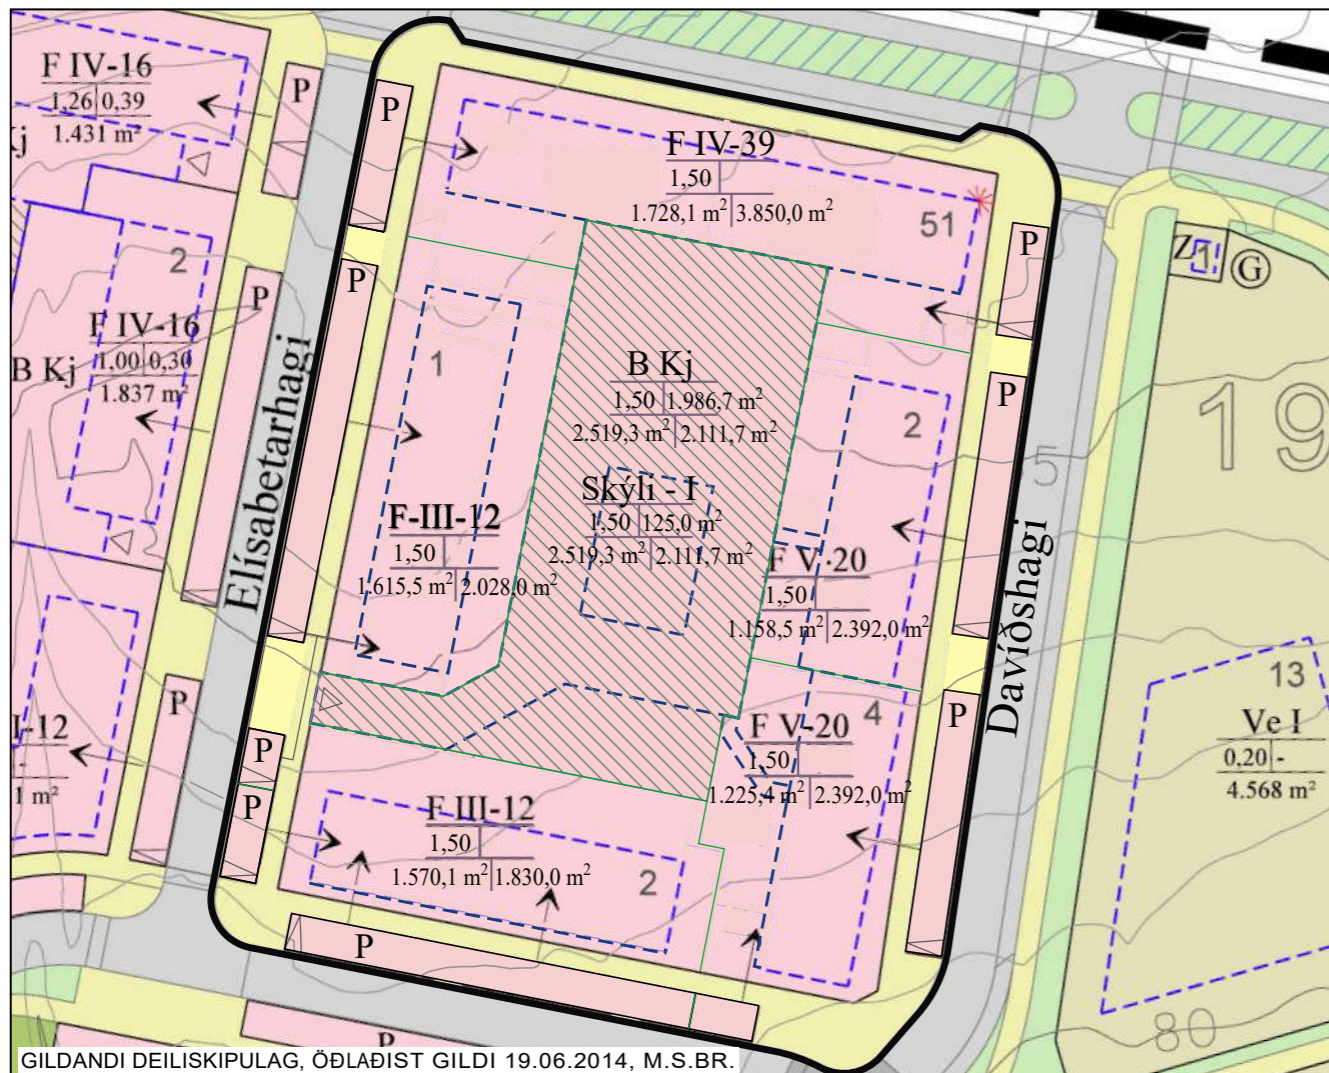 F IV-16
1,26 0,39
1.431 m²
P
P
F IV-39
1,50
1.728,1 m² 3.850,0 m²
51
P
Z
1
G
19
2
P
P
F IV-16
1,00 0,30
1.837 m²
B Kj
Elísabetarhagi
1
B Kj
1,50 1.986,7 m²
2.519,3 m² 2.111,7 m²
P
2
5
Skýli - I
1,50 125,0 m²
2.519,3 m² 2.111,7 m²
F-III-12
1,50
1.615,5 m² 2.028,0 m²
F V-20
1,50
1.158,5 m² 2.392,0 m²
Davíðshagi
13
Ve I
0,20 -
4.568 m²
P
I-12
-
1 m²
F V-20
4
1,50
1.225,4 m² 2.392,0 m²
P
P
P
F III-12
1,50
1.570,1 m² 1.830,0 m²
2
P
80
P
GILDANDI DEILISKIPULAG, ÖÐLAÐIST GILDI 19.06.2014, M.S.BR.